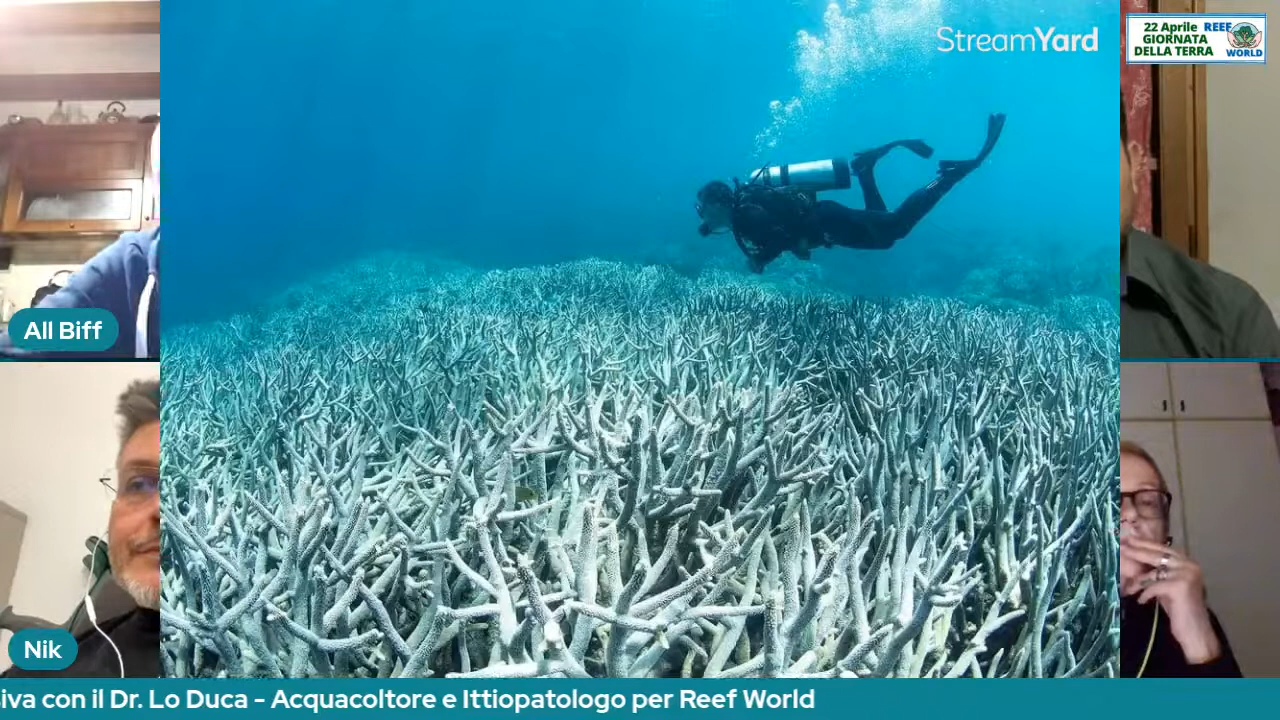 StreamYard
22 Aprile
GIORNATA
DELLA TERRA
REEF
WORLD
All Biff
Nik
siva con il Dr. Lo Duca - Acquacoltore e Ittiopatologo per Reef World